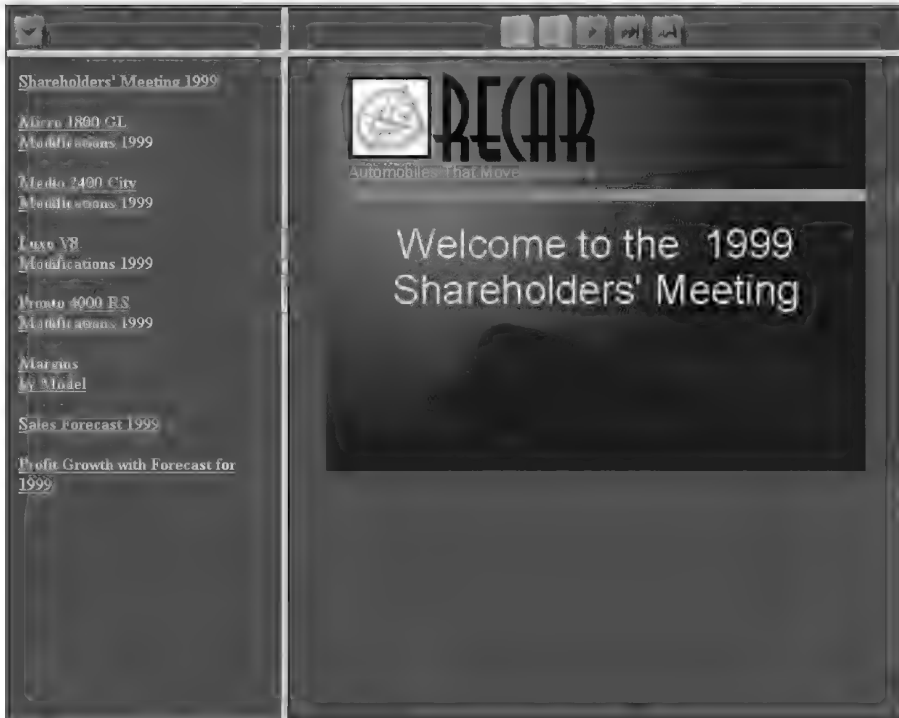 Shareholders' Meeting 1999
Micro 1800 GL
Modifications 1999
Medio 2400 City
Modifications 1999
Luxo V8
Modifications 1999
Pronto 4000 RS
Modifications 1999
Margins
by Model
Sales Forecast 1999
Profit Growth with Forecast for
1999
RECAR
Automobiles That Move
Welcome to the 1999
Shareholders' Meeting